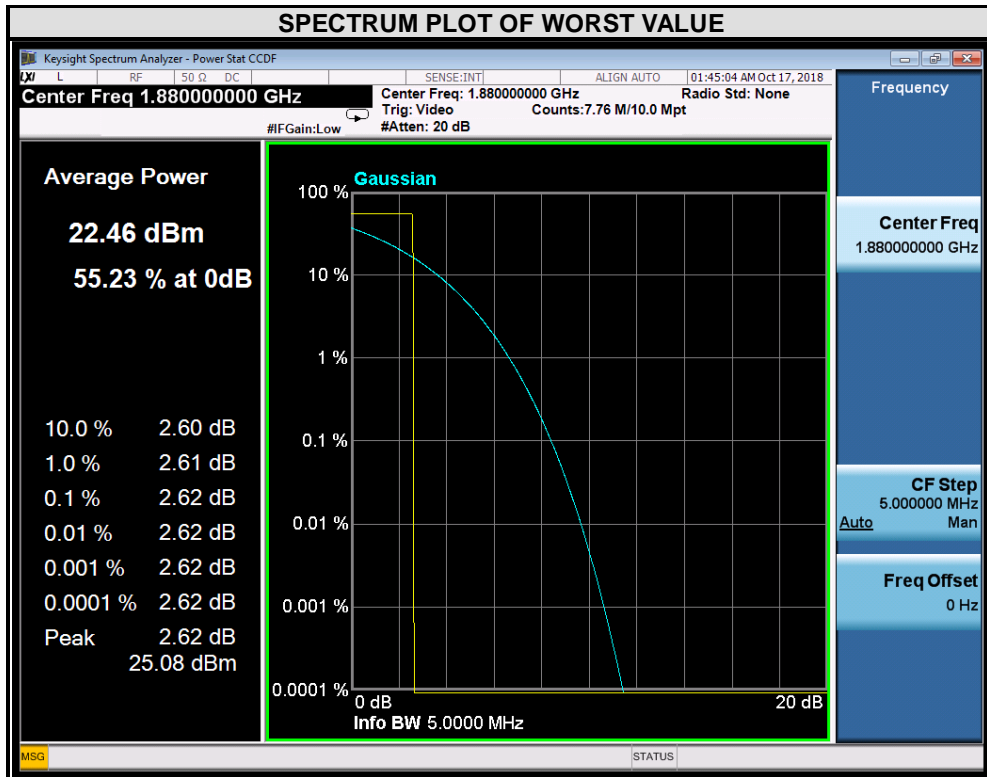 SPECTRUM PLOT OF WORST VALUE
Keysight Spectrum Analyzer - Power Stat CCDF
LXI L RF 50 Ω DC SENSE:INT ALIGN AUTO 01:45:04 AM Oct 17, 2018
Center Freq 1.880000000 GHz
Center Freq: 1.880000000 GHz Radio Std: None
Trig: Video Counts:7.76 M/10.0 Mpt
#IFGain:Low #Atten: 20 dB
Frequency
Average Power
22.46 dBm
55.23 % at 0dB
10.0 % 2.60 dB
1.0 % 2.61 dB
0.1 % 2.62 dB
0.01 % 2.62 dB
0.001 % 2.62 dB
0.0001 % 2.62 dB
Peak 2.62 dB
25.08 dBm
Gaussian
100 %
10 %
1 %
0.1 %
0.01 %
0.001 %
0.0001 %
0 dB 20 dB
Info BW 5.0000 MHz
Center Freq
1.880000000 GHz
CF Step
5.000000 MHz
Auto Man
Freq Offset
0 Hz
MSG STATUS